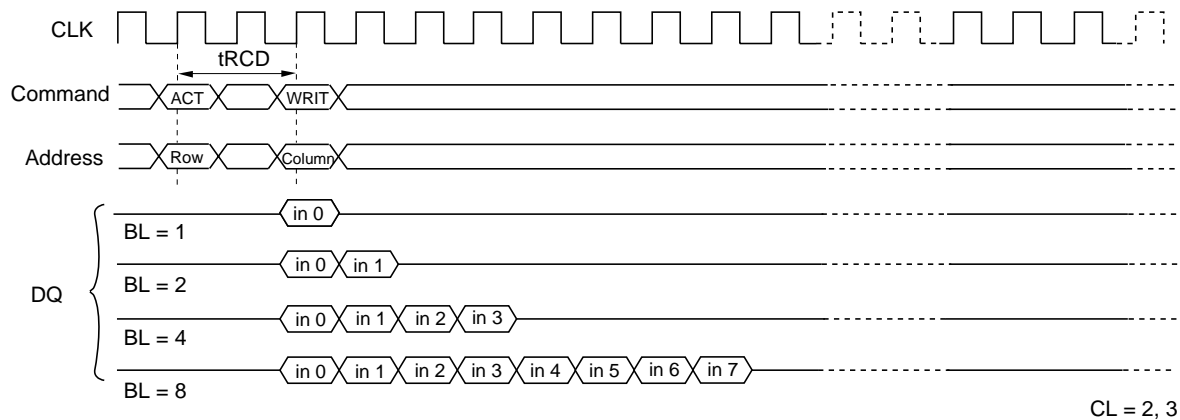 CLK
tRCD
Command ACT WRIT
Address Row Column
in 0
BL = 1
in 0 in 1
BL = 2
DQ
in 0 in 1 in 2 in 3
BL = 4
in 0 in 1 in 2 in 3 in 4 in 5 in 6 in 7
BL = 8
CL = 2, 3